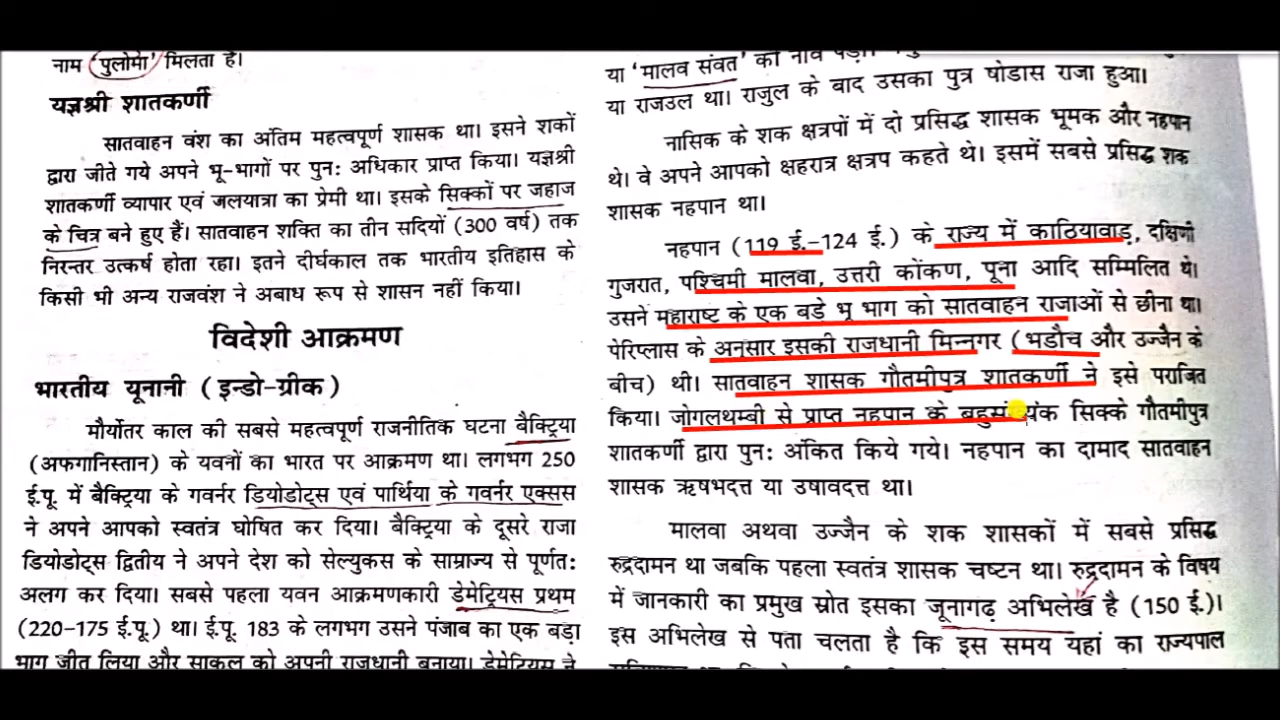 नाम 'पुलोमा' मिलता है।
यज्ञश्री शातकर्णी
सातवाहन वंश का अंतिम महत्वपूर्ण शासक था। इसने शकों
द्वारा जीते गये अपने भू-भागों पर पुनः अधिकार प्राप्त किया। यज्ञश्री
शातकर्णी व्यापार एवं जलयात्रा का प्रेमी था। इसके सिक्कों पर जहाज
के चित्र बने हुए हैं। सातवाहन शक्ति का तीन सदियों (300 वर्ष) तक
निरन्तर उत्कर्ष होता रहा। इतने दीर्घकाल तक भारतीय इतिहास के
किसी भी अन्य राजवंश ने अबाध रूप से शासन नहीं किया।
विदेशी आक्रमण
भारतीय यूनानी (इन्डो-ग्रीक)
मौर्योतर काल की सबसे महत्वपूर्ण राजनीतिक घटना बैक्ट्रिया
(अफगानिस्तान) के यवनों का भारत पर आक्रमण था। लगभग 250
ई.पू. में बैक्ट्रिया के गवर्नर डियोडोट्स एवं पार्थिया के गवर्नर एक्सस
ने अपने आपको स्वतंत्र घोषित कर दिया। बैक्ट्रिया के दूसरे राजा
डियोडोट्स द्वितीय ने अपने देश को सेल्युकस के साम्राज्य से पूर्णतः
अलग कर दिया। सबसे पहला यवन आक्रमणकारी डेमेट्रियस प्रथम
(220-175 ई.पू.) था। ई.पू. 183 के लगभग उसने पंजाब का एक बड़ा
भाग जीत लिया और साकल को अपनी राजधानी बनाया। डेमेट्रियस ने
या 'मालव संवत' की नींव पड़ी।
या राजउल था। राजुल के बाद उसका पुत्र षोडास राजा हुआ।
नासिक के शक क्षत्रपों में दो प्रसिद्ध शासक भूमक और नहपान
थे। वे अपने आपको क्षहरात्र क्षत्रप कहते थे। इसमें सबसे प्रसिद्ध शक
शासक नहपान था।
नहपान (119 ई.-124 ई.) के राज्य में काठियावाड़, दक्षिणी
गुजरात, पश्चिमी मालवा, उत्तरी कोंकण, पूना आदि सम्मिलित थे।
उसने महाराष्ट के एक बडे भू भाग को सातवाहन राजाओं से छीना था।
पेरिप्लास के अनुसार इसकी राजधानी मिन्नगर (भडौच और उज्जैन के
बीच) थी। सातवाहन शासक गौतमीपुत्र शातकर्णी ने इसे पराजित
किया। जोगलथम्बी से प्राप्त नहपान के बहुसंख्यंक सिक्के गौतमीपुत्र
शातकर्णी द्वारा पुनः अंकित किये गये। नहपान का दामाद सातवाहन
शासक ऋषभदत्त या उषावदत्त था।
मालवा अथवा उज्जैन के शक शासकों में सबसे प्रसिद्ध
रुद्रदामन था जबकि पहला स्वतंत्र शासक चष्टन था। रुद्रदामन के विषय
में जानकारी का प्रमुख स्रोत इसका जूनागढ़ अभिलेख है (150 ई.)।
इस अभिलेख से पता चलता है कि इस समय यहां का राज्यपाल